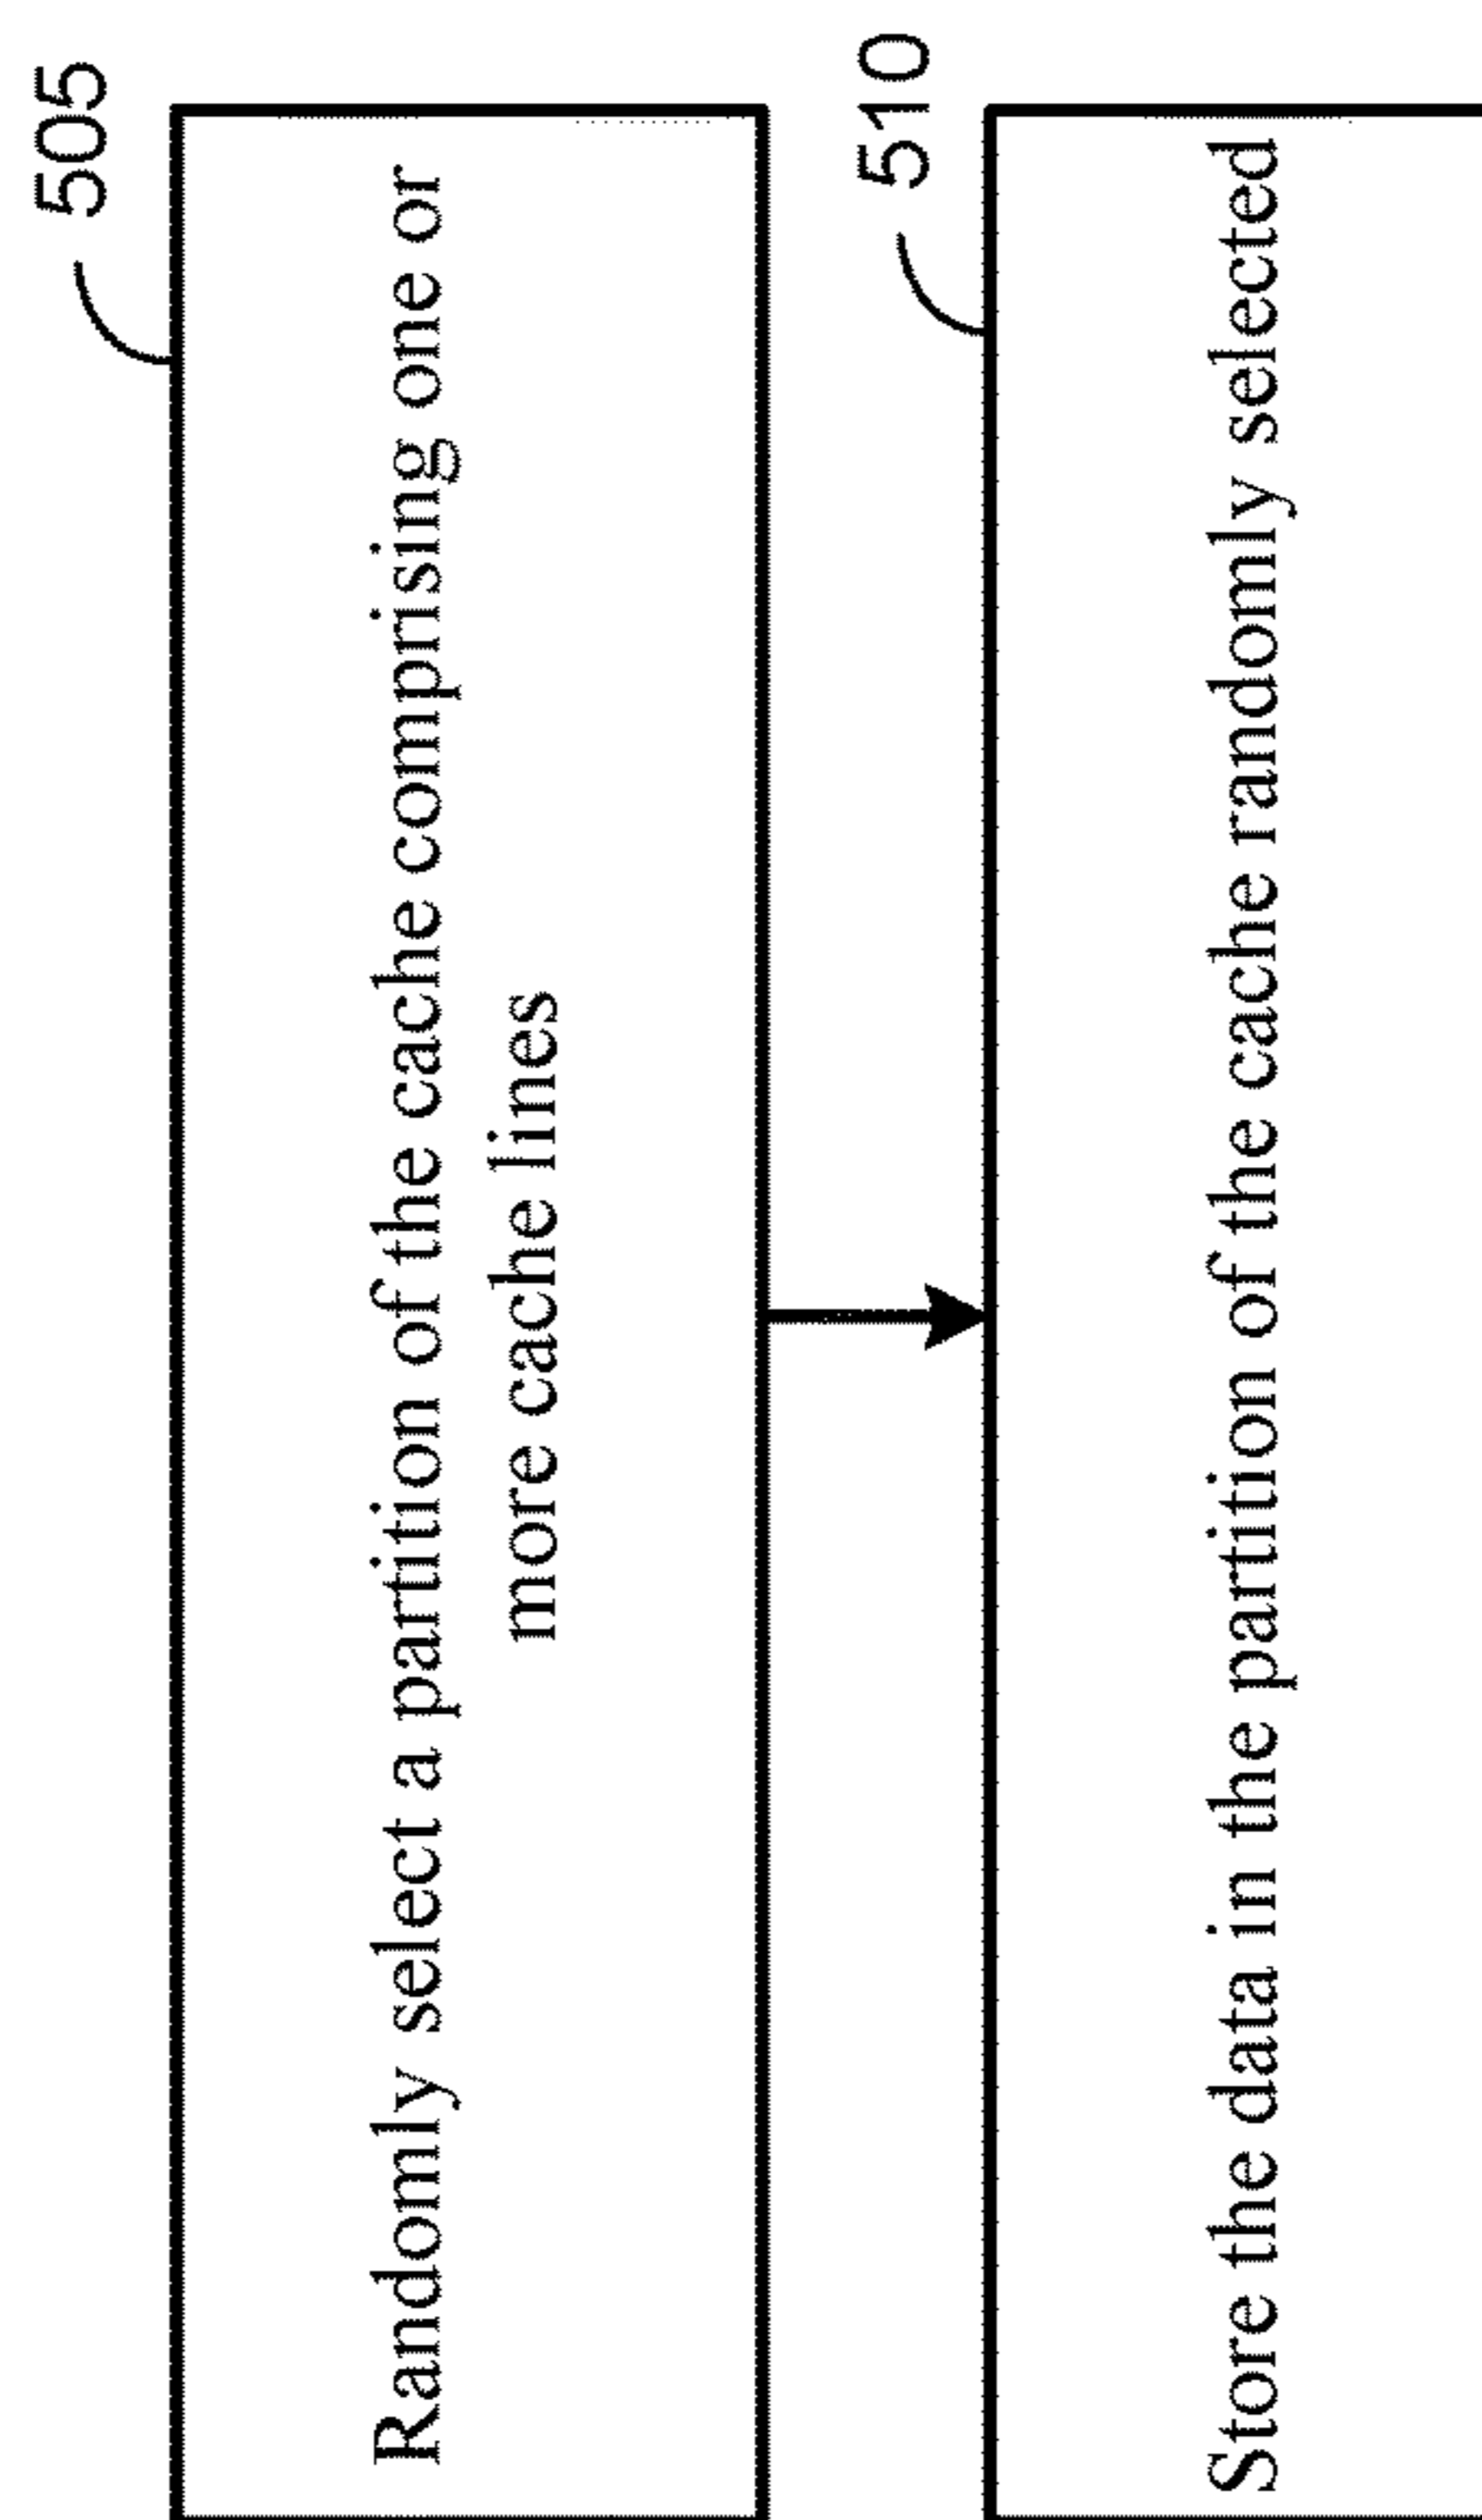 505
Randomly select a partition of the cache comprising one or
more cache lines
510
Store the data in the partition of the cache randomly selected